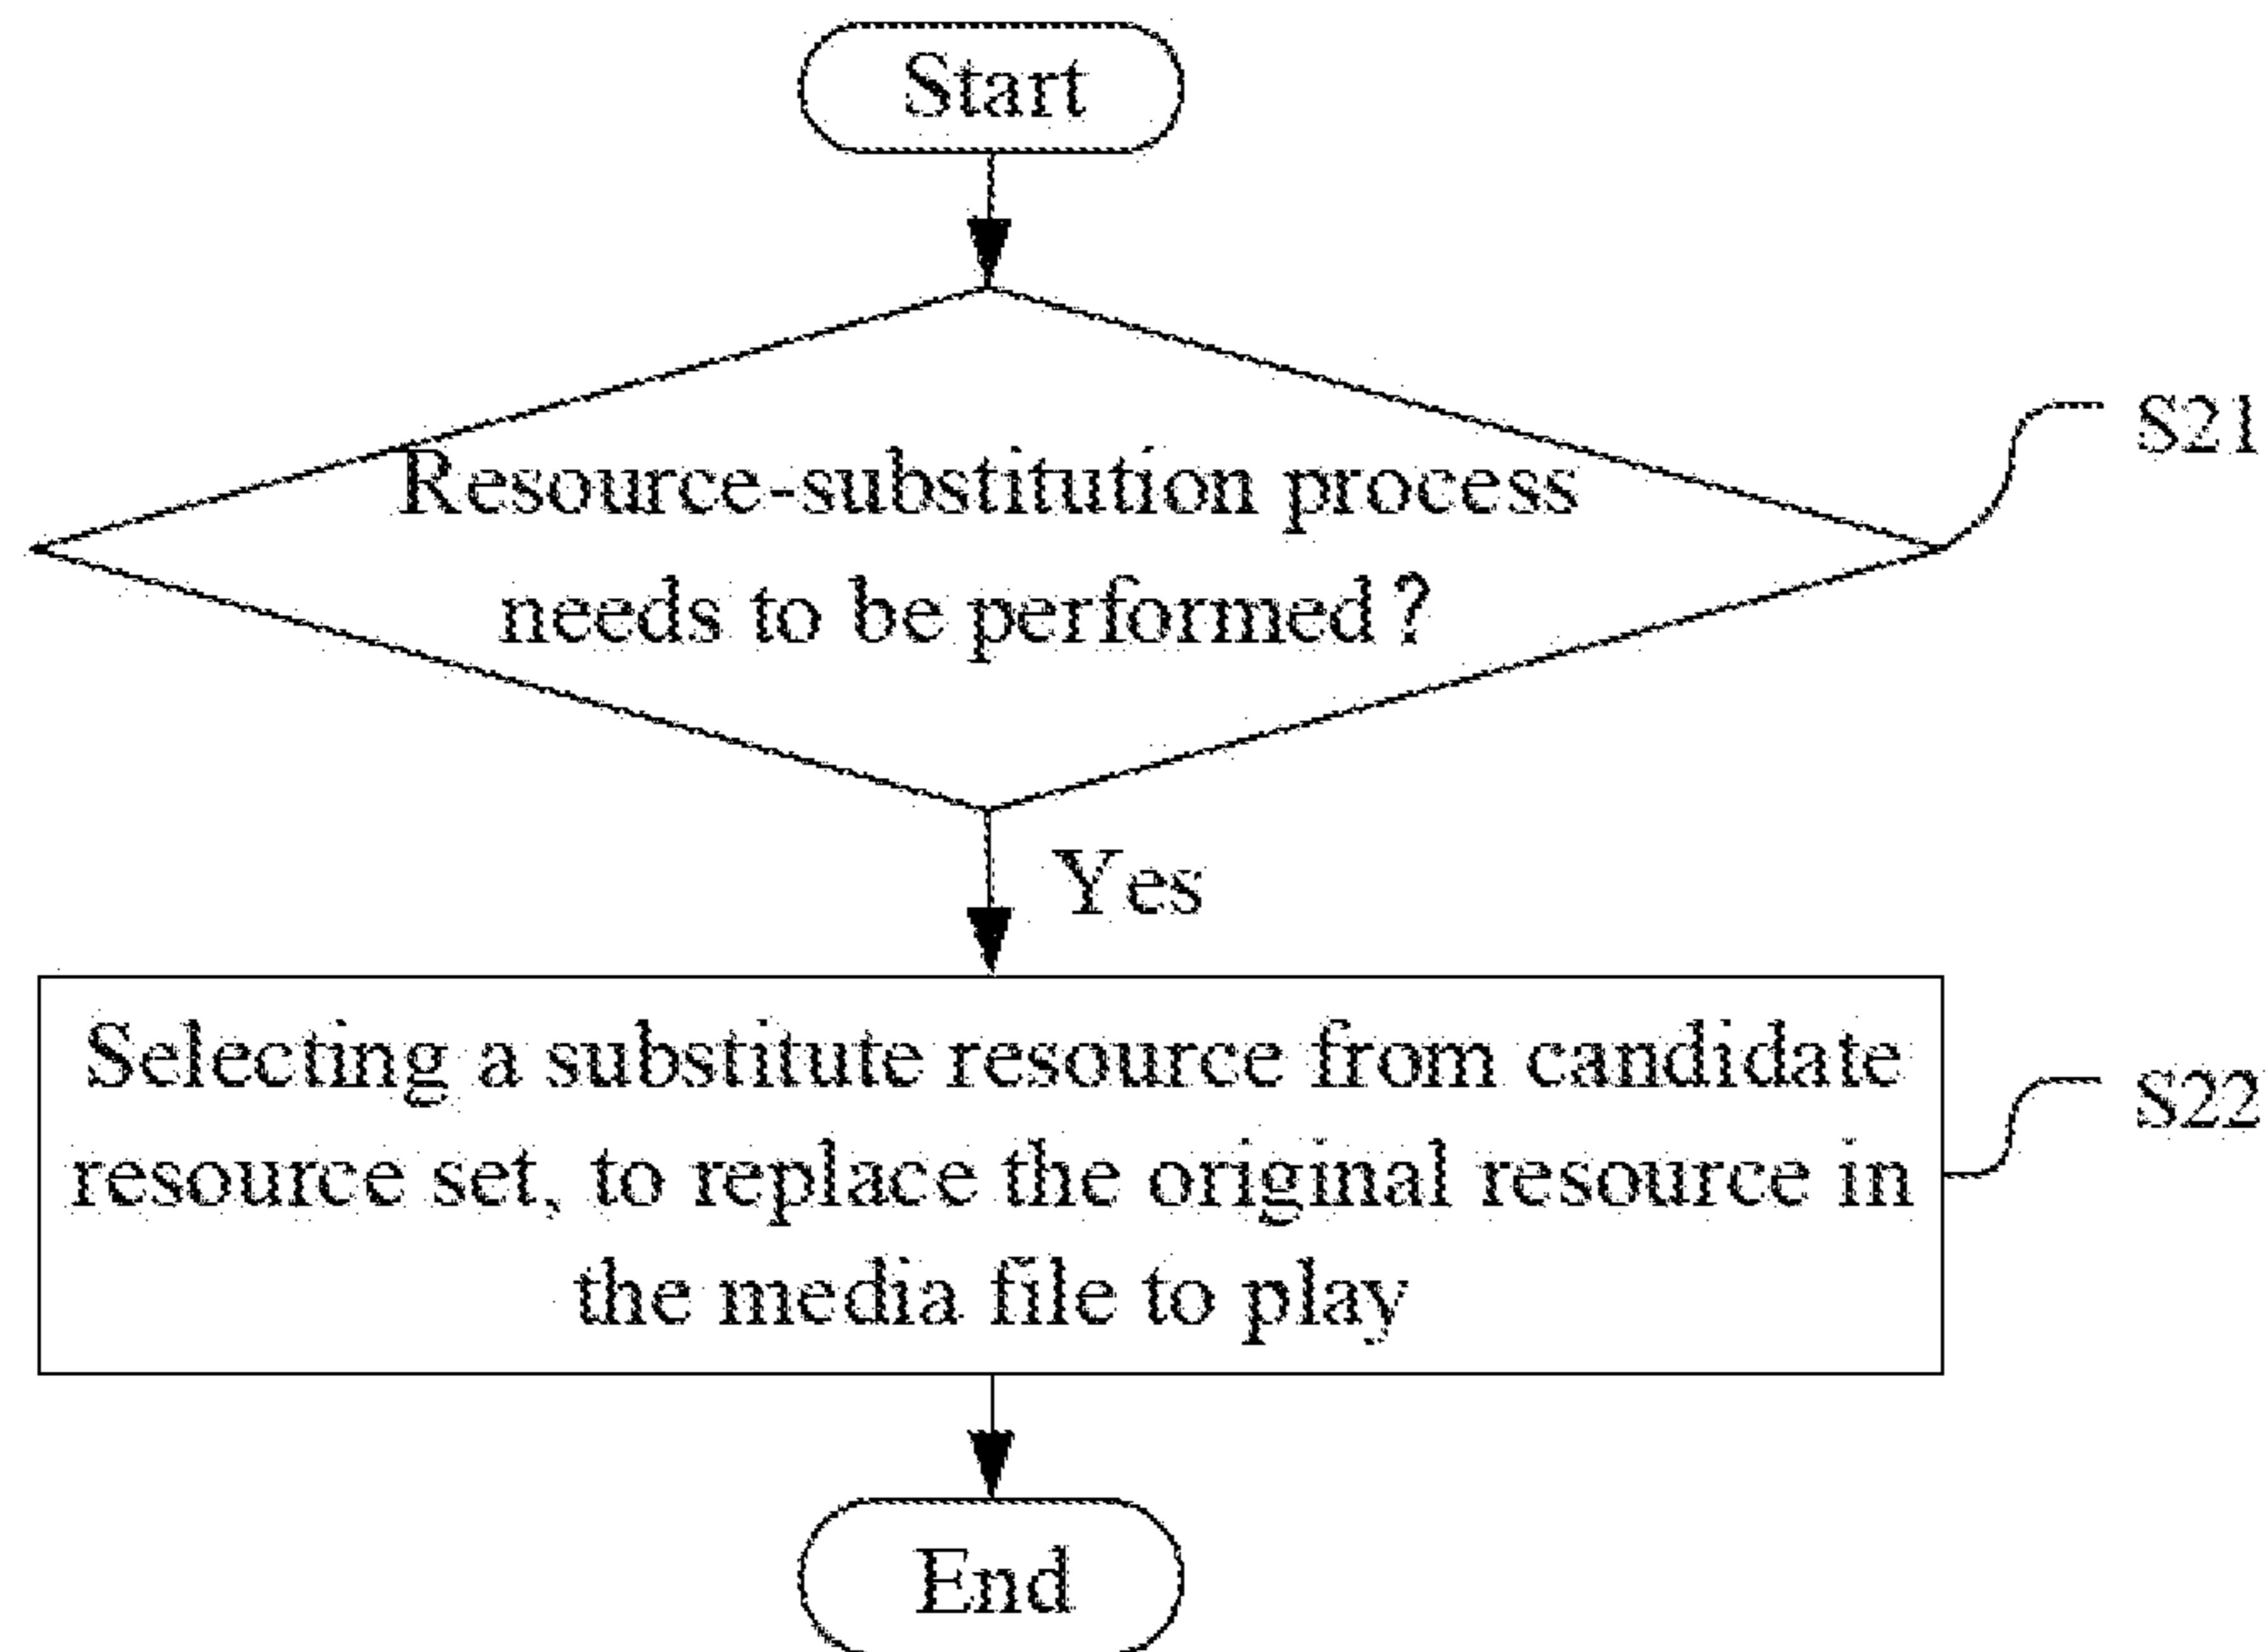 Start
Resource-substitution process
needs to be performed?
S21
Yes
Selecting a substitute resource from candidate
resource set, to replace the original resource in
the media file to play
S22
End